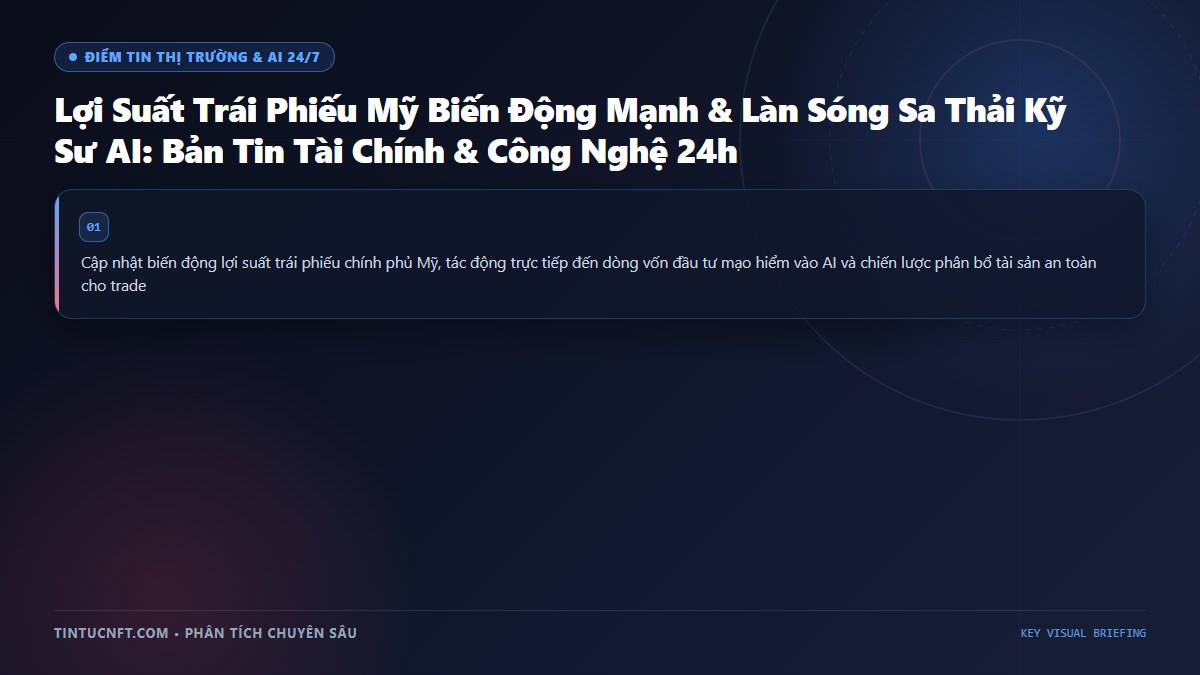 ĐIỂM TIN THỊ TRƯỜNG & AI 24/7
Lợi Suất Trái Phiếu Mỹ Biến Động Mạnh & Làn Sóng Sa Thải Kỹ
Sư AI: Bản Tin Tài Chính & Công Nghệ 24h
01
Cập nhật biến động lợi suất trái phiếu chính phủ Mỹ, tác động trực tiếp đến dòng vốn đầu tư mạo hiểm vào AI và chiến lược phân bổ tài sản an toàn
cho trade
TINTUCNFT.COM • PHÂN TÍCH CHUYÊN SÂU
KEY VISUAL BRIEFING